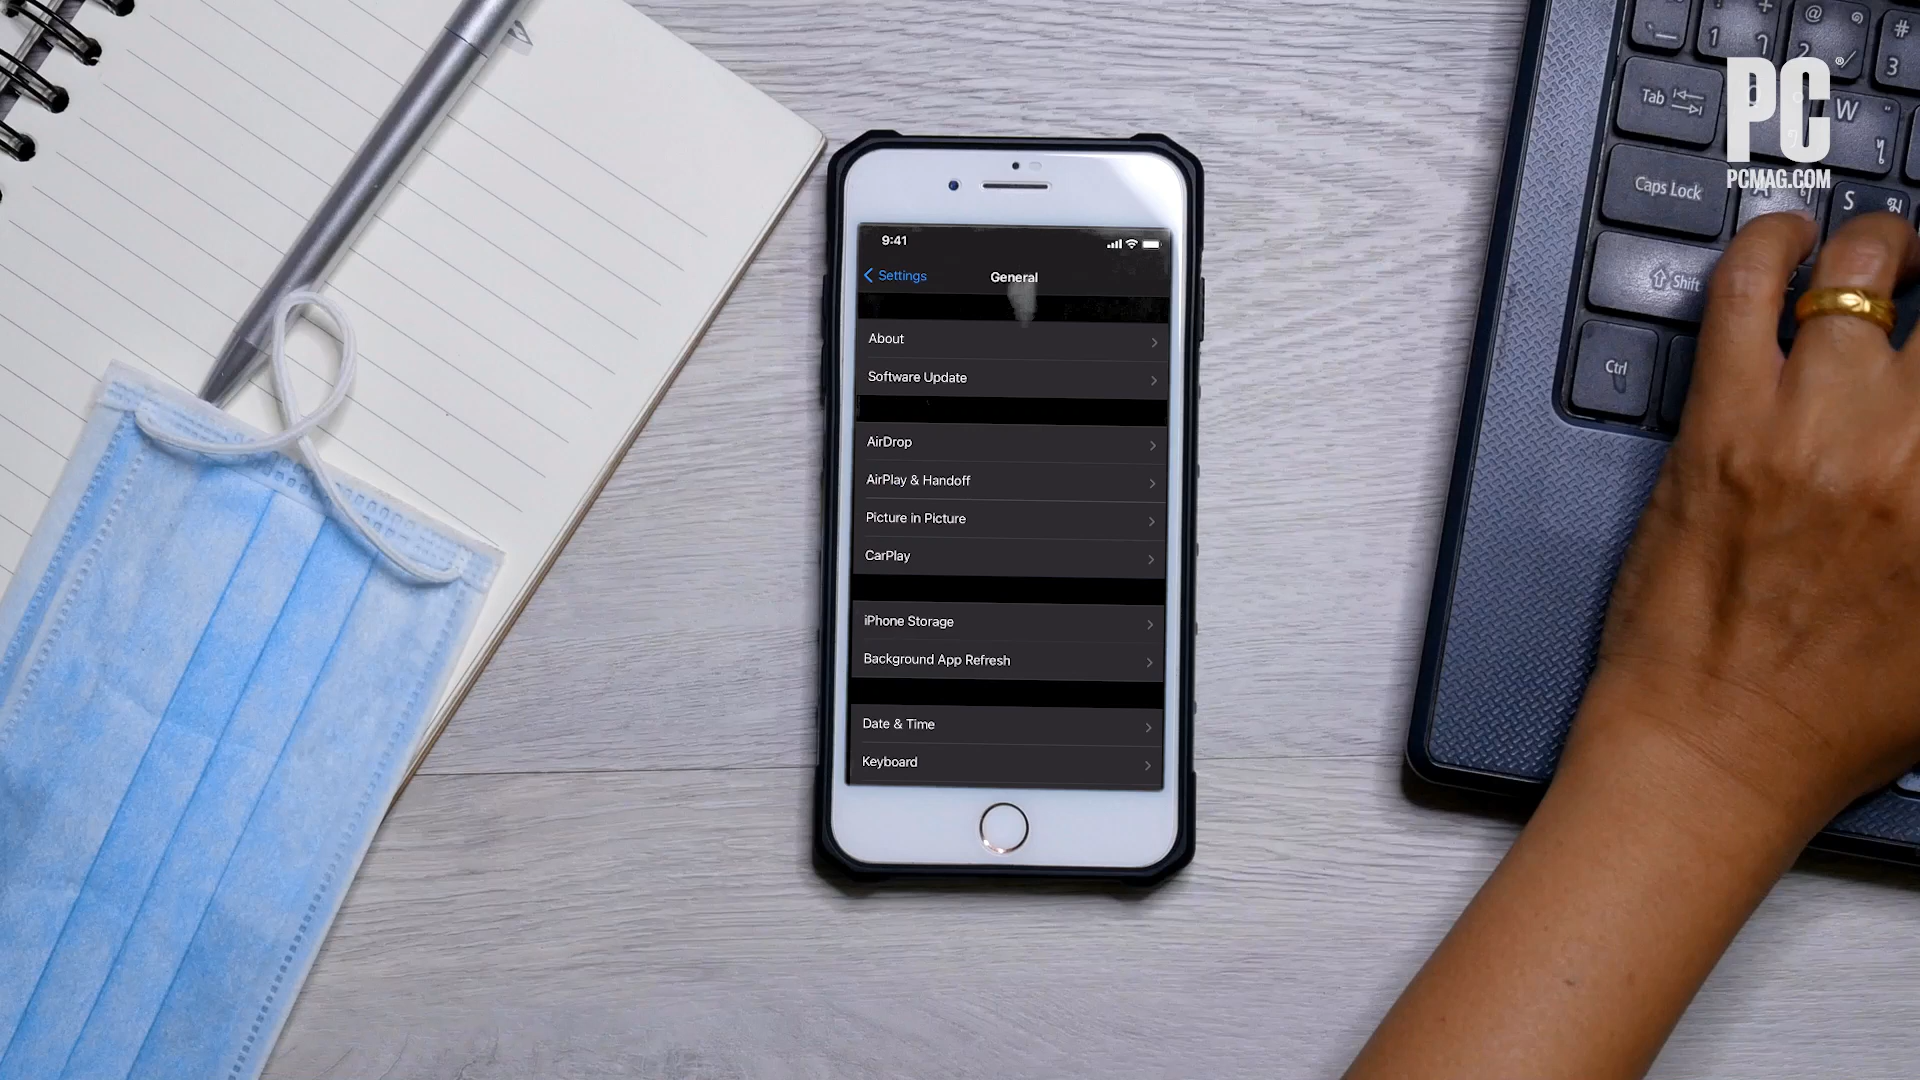 9:41
Settings
General
About
Software Update
AirDrop
AirPlay & Handoff
Picture in Picture
CarPlay
iPhone Storage
Background App Refresh
Date & Time
Keyboard
PC®
PCMAG.COM
1
@
2
#
3
Tab
W
Caps Lock
A
S
Shift
Ctrl